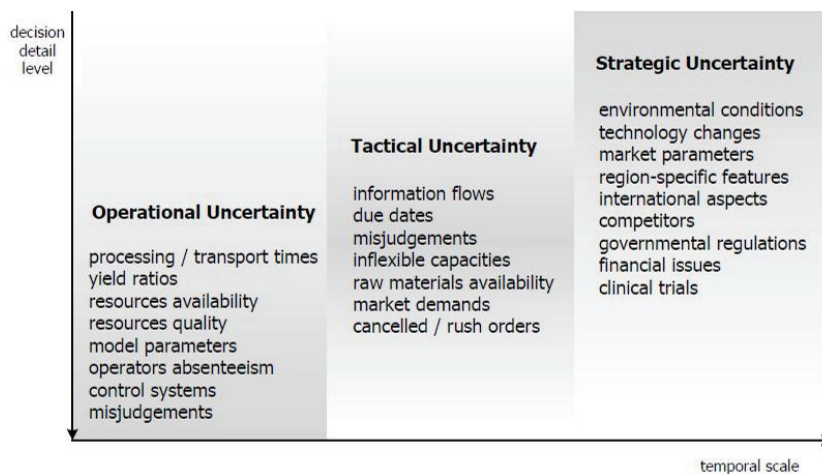 decision
detail
level
Operational Uncertainty
processing / transport times
yield ratios
resources availability
resources quality
model parameters
operators absenteeism
control systems
misjudgements
Tactical Uncertainty
information flows
due dates
misjudgements
inflexible capacities
raw materials availability
market demands
cancelled / rush orders
Strategic Uncertainty
environmental conditions
technology changes
market parameters
region-specific features
international aspects
competitors
governmental regulations
financial issues
clinical trials
temporal scale